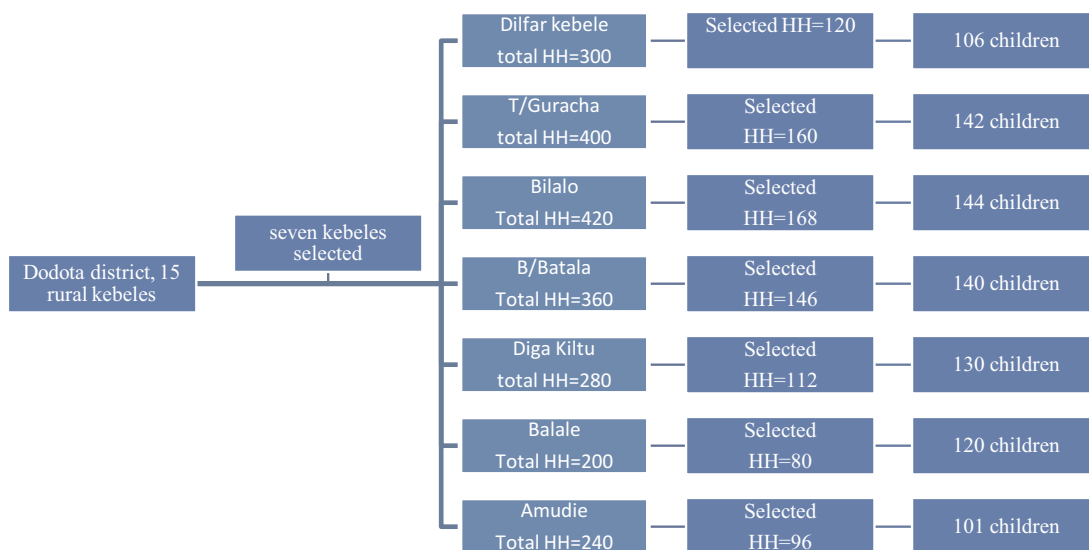 Dodota district, 15
rural kebeles
seven kebeles
selected
Dilfar kebele
total HH=300
Selected HH=120
106 children
T/Guracha
total HH=400
Selected
HH=160
142 children
Bilalo
Total HH=420
Selected
HH=168
144 children
B/Batala
Total HH=360
Selected
HH=146
140 children
Diga Kiltu
total HH=280
Selected
HH=112
130 children
Balale
Total HH=200
Selected
HH=80
120 children
Amudie
Total HH=240
Selected
HH=96
101 children